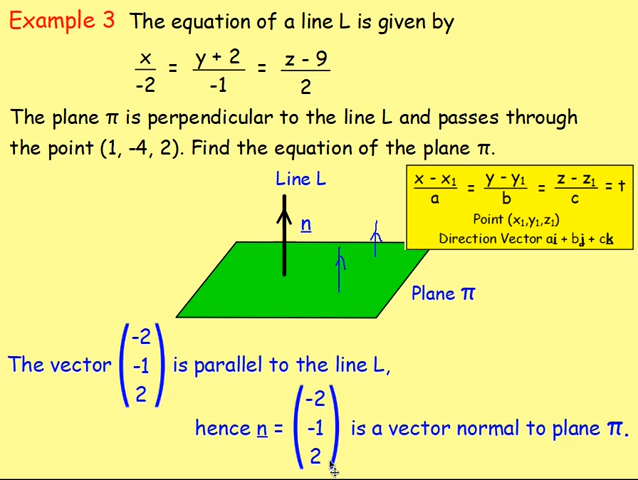 Example 3 The equation of a line L is given by
x/-2 = y + 2/-1 = z - 9/2
The plane π is perpendicular to the line L and passes through
the point (1, -4, 2). Find the equation of the plane π.
Line L
n
x - x₁/a = y - y₁/b = z - z₁/c = t
Point (x₁,y₁,z₁)
Direction Vector ai + bj + ck
Plane π
The vector (-2 -1 2) is parallel to the line L,
hence n = (-2 -1 2) is a vector normal to plane π.